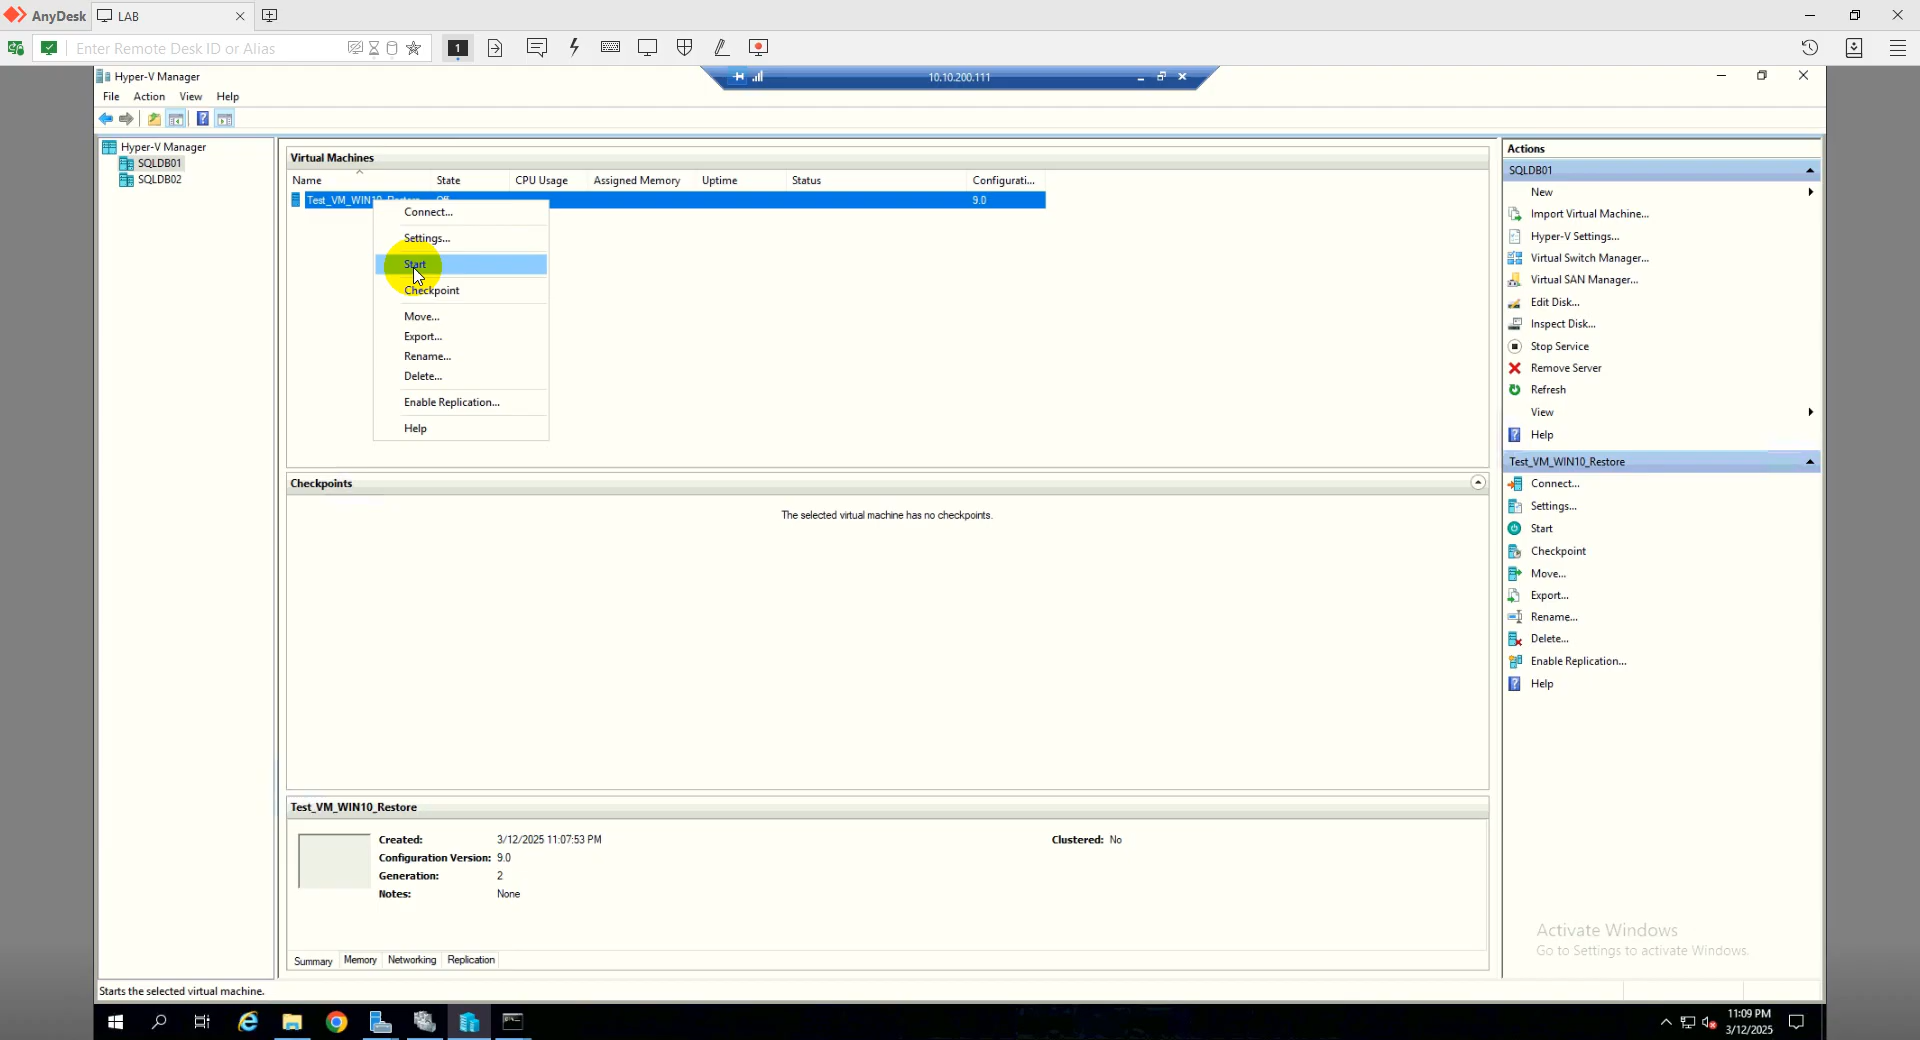 AnyDesk
LAB
Enter Remote Desk ID or Alias
1
Hyper-V Manager
10.10.200.111
File Action View Help
Hyper-V Manager
SQLDB01
SQLDB02
Virtual Machines
Name State CPU Usage Assigned Memory Uptime Status Configurati...
Test_VM_WIN10_Restore Off 9.0
Connect...
Settings...
Start
Checkpoint
Move...
Export...
Rename...
Delete...
Enable Replication...
Help
Checkpoints
The selected virtual machine has no checkpoints.
Test_VM_WIN10_Restore
Created: 3/12/2025 11:07:53 PM Clustered: No
Configuration Version: 9.0
Generation: 2
Notes: None
Summary Memory Networking Replication
Starts the selected virtual machine.
Actions
SQLDB01
New
Import Virtual Machine...
Hyper-V Settings...
Virtual Switch Manager...
Virtual SAN Manager...
Edit Disk...
Inspect Disk...
Stop Service
Remove Server
Refresh
View
Help
Test_VM_WIN10_Restore
Connect...
Settings...
Start
Checkpoint
Move...
Export...
Rename...
Delete...
Enable Replication...
Help
Activate Windows
Go to Settings to activate Windows.
11:09 PM
3/12/2025